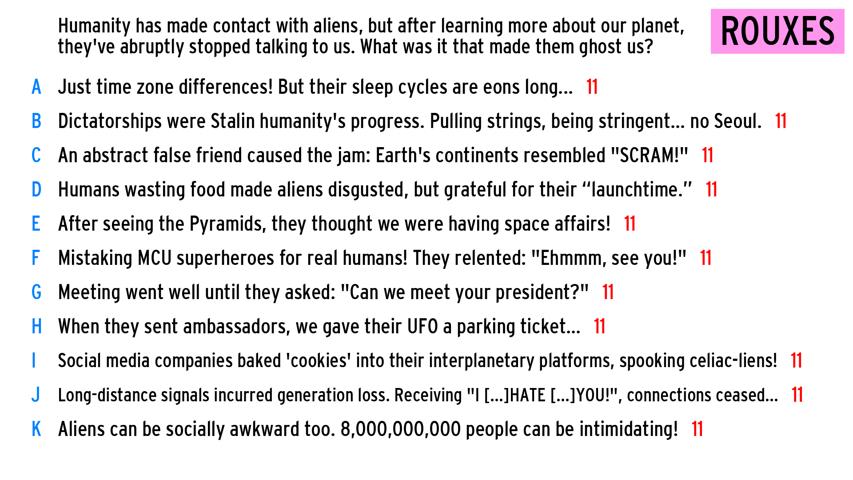 Humanity has made contact with aliens, but after learning more about our planet,
they've abruptly stopped talking to us. What was it that made them ghost us?
ROUXES
A Just time zone differences! But their sleep cycles are eons long... 11
B Dictatorships were Stalin humanity's progress. Pulling strings, being stringent... no Seoul. 11
C An abstract false friend caused the jam: Earth's continents resembled "SCRAM!" 11
D Humans wasting food made aliens disgusted, but grateful for their “launchtime.” 11
E After seeing the Pyramids, they thought we were having space affairs! 11
F Mistaking MCU superheroes for real humans! They relented: "Ehmmm, see you!" 11
G Meeting went well until they asked: "Can we meet your president?" 11
H When they sent ambassadors, we gave their UFO a parking ticket... 11
I Social media companies baked 'cookies' into their interplanetary platforms, spooking celiac-liens! 11
J Long-distance signals incurred generation loss. Receiving "I [...]HATE [...]YOU!", connections ceased... 11
K Aliens can be socially awkward too. 8,000,000,000 people can be intimidating! 11